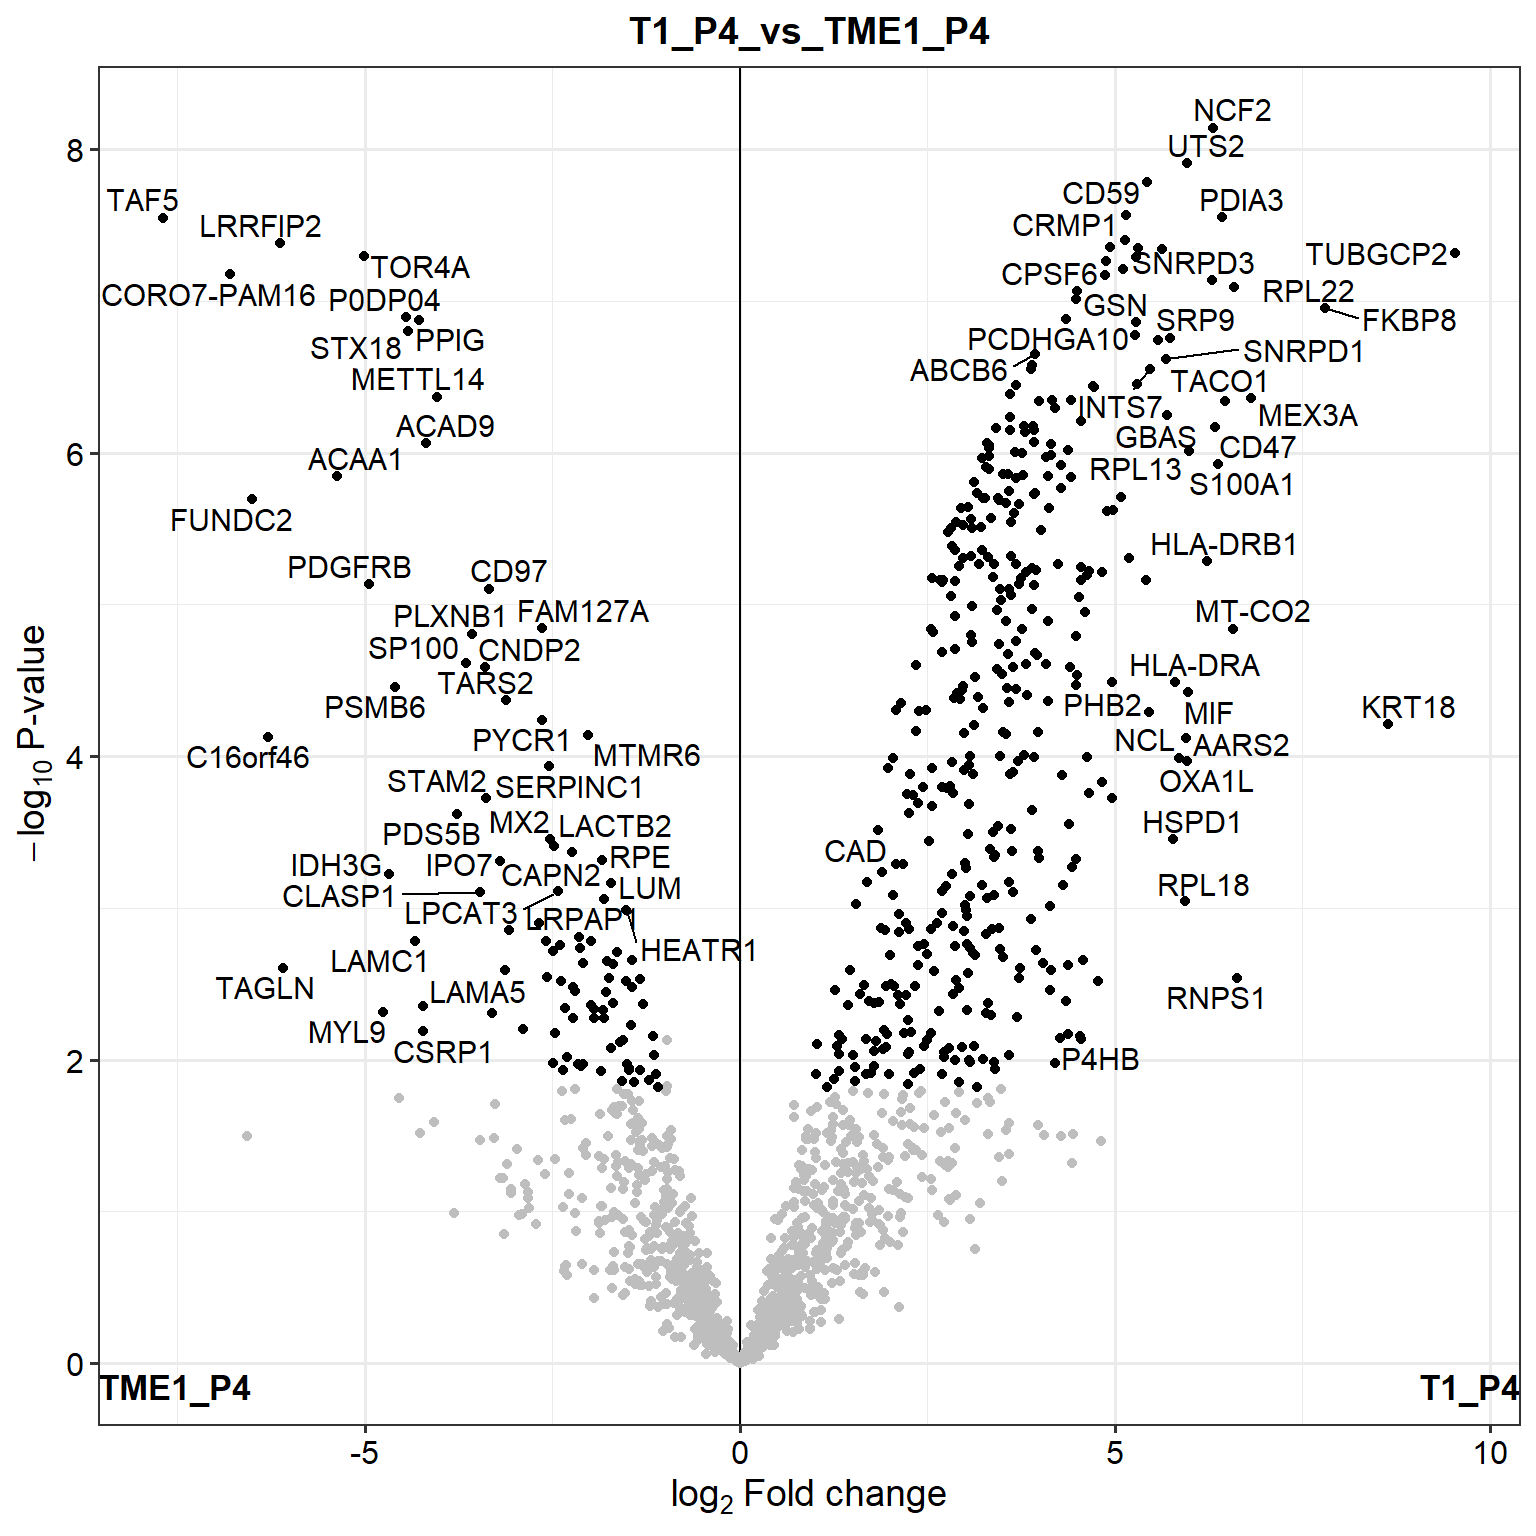 T1_P4_vs_TME1_P4
NCF2
UTS2
CD59
PDIA3
TAF5
CRMP1
LRRFIP2
TUBGCP2
SNRPD3
TOR4A
CPSF6
CORO7-PAM16
P0DP04
RPL22
GSN
FKBP8
SRP9
PPIG
PCDHGA10
STX18
SNRPD1
ABCB6
METTL14
TACO1
INTS7
MEX3A
ACAD9
GBAS
CD47
ACAA1
RPL13
S100A1
FUNDC2
HLA-DRB1
PDGFRB
CD97
FAM127A
MT-CO2
PLXNB1
SP100
CNDP2
HLA-DRA
TARS2
PSMB6
PHB2
KRT18
MIF
PYCR1
NCL
AARS2
C16orf46
MTMR6
STAM2
SERPINC1
OXA1L
MX2
LACTB2
HSPD1
PDS5B
CAD
RPE
IDH3G
IPO7
CAPN2
LUM
RPL18
CLASP1
LPCAT3
LRPAP1
HEATR1
LAMC1
TAGLN
LAMA5
RNPS1
MYL9
CSRP1
P4HB
TME1_P4
T1_P4
8
6
4
2
0
-5
0
5
10
−log10 P-value
log2 Fold change